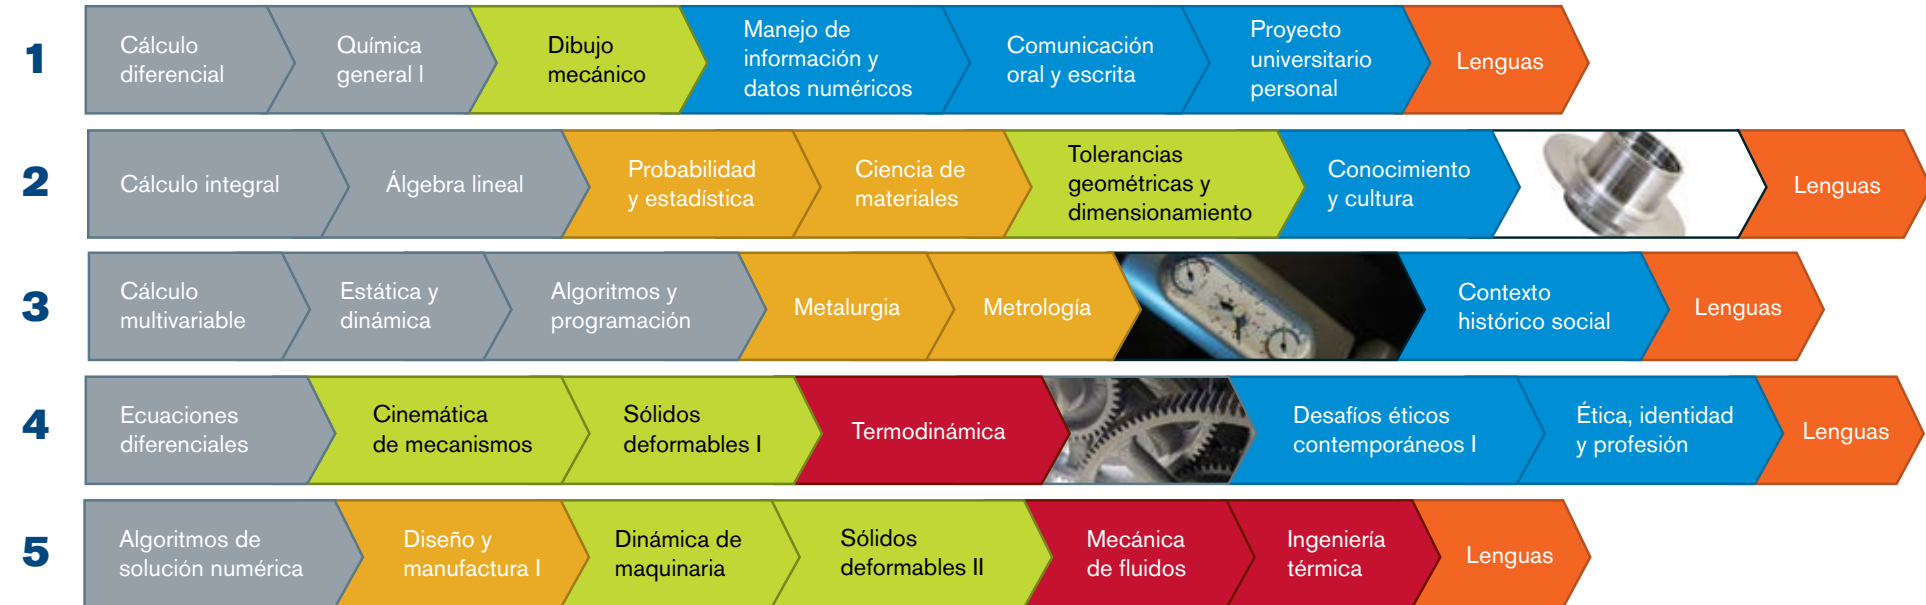 1
Cálculo
diferencial
Química
general I
Dibujo
mecánico
Manejo de
información y
datos numéricos
Comunicación
oral y escrita
Proyecto
universitario
personal
Lenguas
2
Cálculo integral
Álgebra lineal
Probabilidad
y estadística
Ciencia de
materiales
Tolerancias
geométricas y
dimensionamiento
Conocimiento
y cultura
Lenguas
3
Cálculo
multivariable
Estática y
dinámica
Algoritmos y
programación
Metalurgia
Metrología
Contexto
histórico social
Lenguas
4
Ecuaciones
diferenciales
Cinemática
de mecanismos
Sólidos
deformables I
Termodinámica
Desafíos éticos
contemporáneos I
Ética, identidad
y profesión
Lenguas
5
Algoritmos de
solución numérica
Diseño y
manufactura I
Dinámica de
maquinaria
Sólidos
deformables II
Mecánica
de fluidos
Ingeniería
térmica
Lenguas